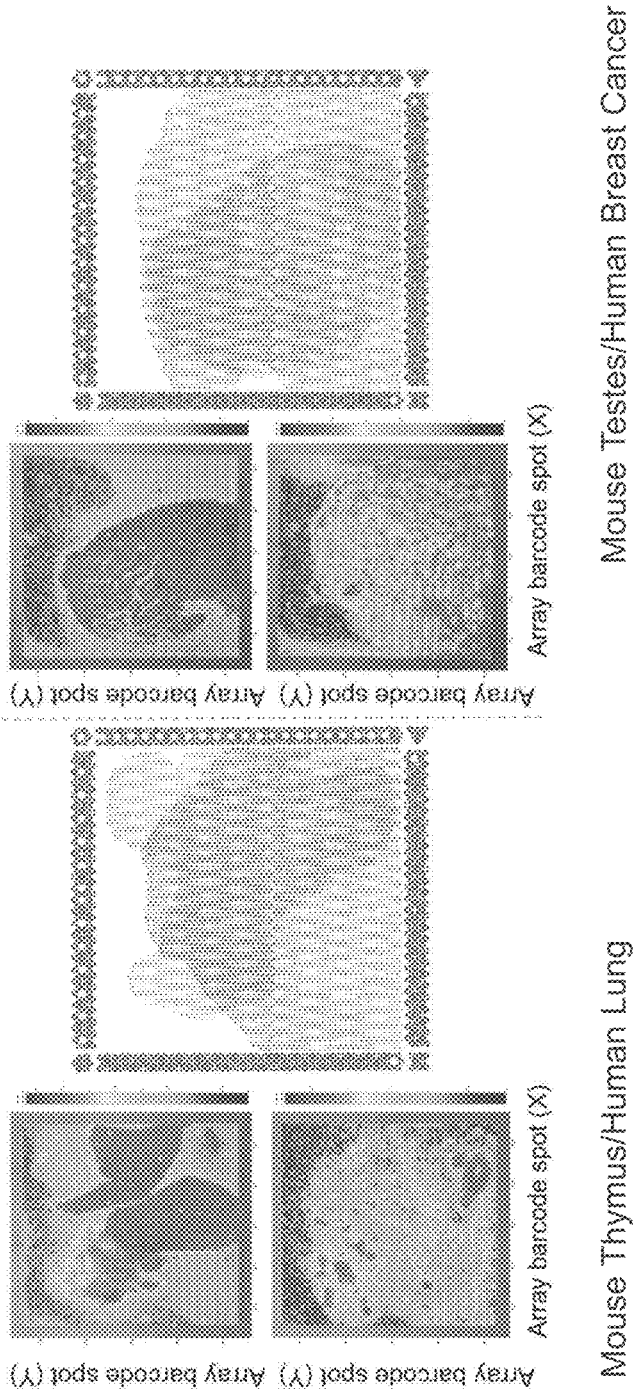 Array barcode spot (Y)
Array barcode spot (Y)
Array barcode spot (X)
Mouse Thymus/Human Lung
Array barcode spot (Y)
Array barcode spot (Y)
Array barcode spot (X)
Mouse Testes/Human Breast Cancer